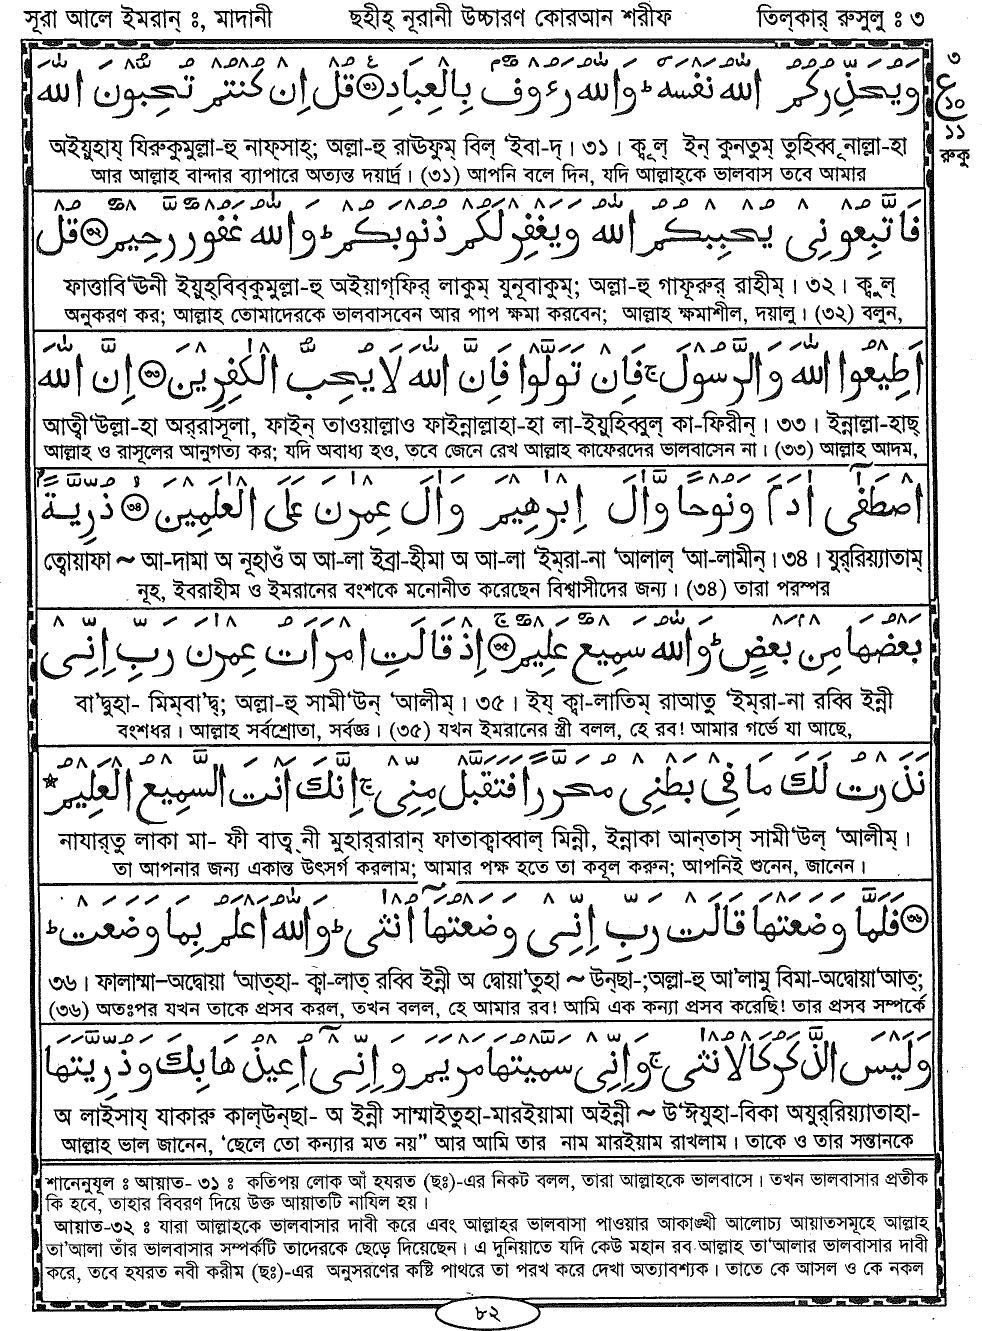 সূরা আলে ইমরান্ ঃ, মাদানী ছহীহ্ নূরানী উচ্চারণ কোরআন শরীফ তিল্কার্ রুসুলু ঃ ৩
وَيُحَذِّرُكُمُ اللّٰهُ نَفْسَهٗ ؕ وَاللّٰهُ رَءُوْفٌۢ بِالْعِبَادِ ۝٣٠ قُلْ اِنْ كُنْتُمْ تُحِبُّوْنَ اللّٰهَ
৩
ع
১০
১১
রুকু
অইয়ুহায্ যিরুকুমুল্লা-হু নাফ্সাহ্; অল্লা-হু রাঊফুম্ বিল্ ‘ইবা-দ্। ৩১। ক্বুল্ ইন্ কুনতুম্ তুহিব্বূনাল্লা-হা
আর আল্লাহ বান্দার ব্যাপারে অত্যন্ত দয়ার্দ্র। (৩১) আপনি বলে দিন, যদি আল্লাহ্কে ভালবাস তবে আমার
فَاتَّبِعُوْنِيْ يُحْبِبْكُمُ اللّٰهُ وَيَغْفِرْ لَكُمْ ذُنُوْبَكُمْ ؕ وَاللّٰهُ غَفُوْرٌ رَّحِيْمٌ ۝٣١ قُلْ
ফাত্তাবি‘ঊনী ইয়ুহ্বিব্কুমুল্লা-হু অইয়াগ্ফির্ লাকুম্ যুনূবাকুম্; অল্লা-হু গাফূরুর্ রাহীম্। ৩২। ক্বুল্
অনুকরণ কর; আল্লাহ তোমাদেরকে ভালবাসবেন আর পাপ ক্ষমা করবেন; আল্লাহ ক্ষমাশীল, দয়ালু। (৩২) বলুন,
اَطِيْعُوا اللّٰهَ وَالرَّسُوْلَ ۚ فَاِنْ تَوَلَّوْا فَاِنَّ اللّٰهَ لَا يُحِبُّ الْكٰفِرِيْنَ ۝٣٢ اِنَّ اللّٰهَ
আত্বী‘উল্লা-হা অর্রাসূলা, ফাইন্ তাওয়াল্লাও ফাইন্নাল্লাহা-হা লা-ইয়ুহিব্বুল্ কা-ফিরীন্। ৩৩। ইন্নাল্লা-হাছ্
আল্লাহ ও রাসূলের আনুগত্য কর; যদি অবাধ্য হও, তবে জেনে রেখ আল্লাহ কাফেরদের ভালবাসেন না। (৩৩) আল্লাহ আদম,
اصْطَفٰۤى اٰدَمَ وَنُوْحًا وَّاٰلَ اِبْرٰهِيْمَ وَاٰلَ عِمْرٰنَ عَلَى الْعٰلَمِيْنَ ۝٣٣ ذُرِّيَّةًۢ
ত্বোয়াফা ~ আ-দামা অ নূহাওঁ অ আ-লা ইব্রা-হীমা অ আ-লা ‘ইম্রা-না ‘আলাল্ ‘আ-লামীন্। ৩৪। যুর্রিয়্যাতাম্
নূহ, ইবরাহীম ও ইমরানের বংশকে মনোনীত করেছেন বিশ্বাসীদের জন্য। (৩৪) তারা পরস্পর
بَعْضُهَا مِنْۢ بَعْضٍ ؕ وَاللّٰهُ سَمِيْعٌ عَلِيْمٌ ۝٣٤ اِذْ قَالَتِ امْرَاَتُ عِمْرٰنَ رَبِّ اِنِّيْ
বা’দ্বুহা- মিম্বা’দ্ব; অল্লা-হু সামী‘উন্ ‘আলীম্। ৩৫। ইয্ ক্বা-লাতিম্ রাআতু ‘ইম্রা-না রব্বি ইন্নী
বংশধর। আল্লাহ সর্বশ্রোতা, সর্বজ্ঞ। (৩৫) যখন ইমরানের স্ত্রী বলল, হে রব! আমার গর্ভে যা আছে,
نَذَرْتُ لَكَ مَا فِيْ بَطْنِيْ مُحَرَّرًا فَتَقَبَّلْ مِنِّيْ ۚ اِنَّكَ اَنْتَ السَّمِيْعُ الْعَلِيْمُ ★
নাযার্তু লাকা মা- ফী বাত্ব্নী মুহার্রারান্ ফাতাক্বাব্বাল্ মিন্নী, ইন্নাকা আন্তাস্ সামী‘উল্ ‘আলীম্।
তা আপনার জন্য একান্ত উৎসর্গ করলাম; আমার পক্ষ হতে তা কবূল করুন; আপনিই শুনেন, জানেন।
۝٣٦ فَلَمَّا وَضَعَتْهَا قَالَتْ رَبِّ اِنِّيْ وَضَعْتُهَاۤ اُنْثٰى ؕ وَاللّٰهُ اَعْلَمُ بِمَا وَضَعَتْ ؕ
৩৬। ফালাম্মা-অদ্বোয়া ‘আত্হা- ক্বা-লাত্ রব্বি ইন্নী অ দ্বোয়া’তুহা ~ উন্ছা-;অল্লা-হু আ’লামু বিমা-অদ্বোয়া‘আত্;
(৩৬) অতঃপর যখন তাকে প্রসব করল, তখন বলল, হে আমার রব! আমি এক কন্যা প্রসব করেছি! তার প্রসব সম্পর্কে
وَلَيْسَ الذَّكَرُ كَالْاُنْثٰى ۚ وَاِنِّيْ سَمَّيْتُهَا مَرْيَمَ وَاِنِّيْۤ اُعِيْذُهَا بِكَ وَذُرِّيَّتَهَا
অ লাইসায্ যাকারু কাল্উন্ছা- অ ইন্নী সাম্মাইতুহা-মারইয়ামা অইন্নী ~ উ‘ঈযুহা-বিকা অযুর্রিয়্যাতাহা-
আল্লাহ ভাল জানেন, ‘ছেলে তো কন্যার মত নয়” আর আমি তার নাম মারইয়াম রাখলাম। তাকে ও তার সন্তানকে
শানেনুযূল ঃ আয়াত- ৩১ ঃ কতিপয় লোক আঁ হযরত (ছঃ)-এর নিকট বলল, তারা আল্লাহকে ভালবাসে। তখন ভালবাসার প্রতীক
কি হবে, তাহার বিবরণ দিয়ে উক্ত আয়াতটি নাযিল হয়।
আয়াত-৩২ ঃ যারা আল্লাহকে ভালবাসার দাবী করে এবং আল্লাহর ভালবাসা পাওয়ার আকাঙ্খী আলোচ্য আয়াতসমূহে আল্লাহ
তা’আলা তাঁর ভালবাসার সম্পর্কটি তাদেরকে ছেড়ে দিয়েছেন। এ দুনিয়াতে যদি কেউ মহান রব আল্লাহ তা‘আলার ভালবাসার দাবী
করে, তবে হযরত নবী করীম (ছঃ)-এর অনুসরণের কষ্টি পাথরে তা পরখ করে দেখা অত্যাবশ্যক। তাতে কে আসল ও কে নকল
৮২